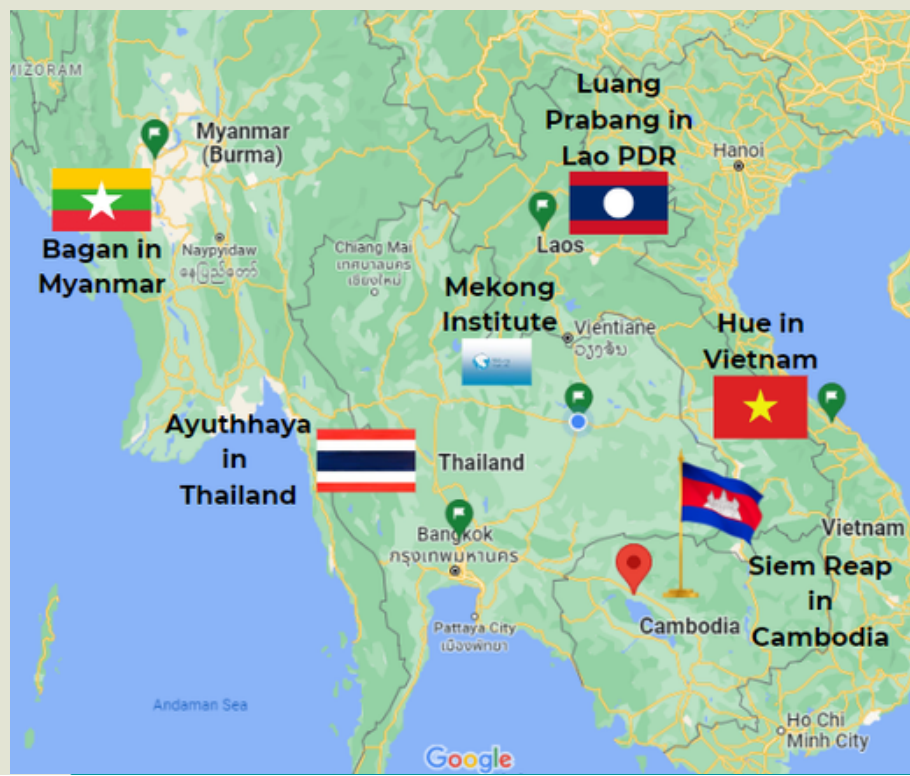 MIZORAM
Luang
Prabang in
Lao PDR
Myanmar
(Burma)
Hanoi
Bagan in
Myanmar
Naypyidaw
နေပြည်တော်
Chiang Mai
เทศบาลนคร
เชียงใหม่
Laos
Mekong
Institute
Vientiane
ວຽງຈັນ
Hue in
Vietnam
Ayuthhaya
in
Thailand
Thailand
Bangkok
กรุงเทพมหานคร
Vietnam
Siem Reap
in
Cambodia
Cambodia
Pattaya City
เมืองพัทยา
Andaman Sea
Ho Chi
Minh City
Google